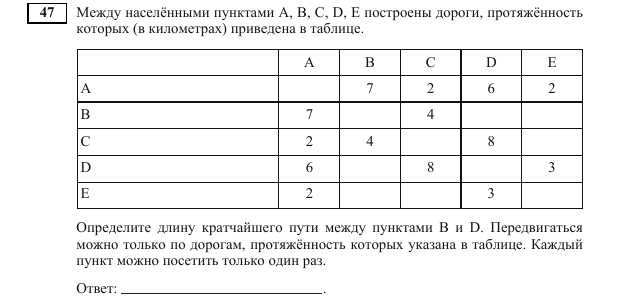 47 Между населёнными пунктами A, B, C, D, E построены дороги, протяжённость
которых (в километрах) приведена в таблице.
A B C D E
A 7 2 6 2
B 7 4
C 2 4 8
D 6 8 3
E 2 3
Определите длину кратчайшего пути между пунктами B и D. Передвигаться
можно только по дорогам, протяжённость которых указана в таблице. Каждый
пункт можно посетить только один раз.
Ответ: ______________________.